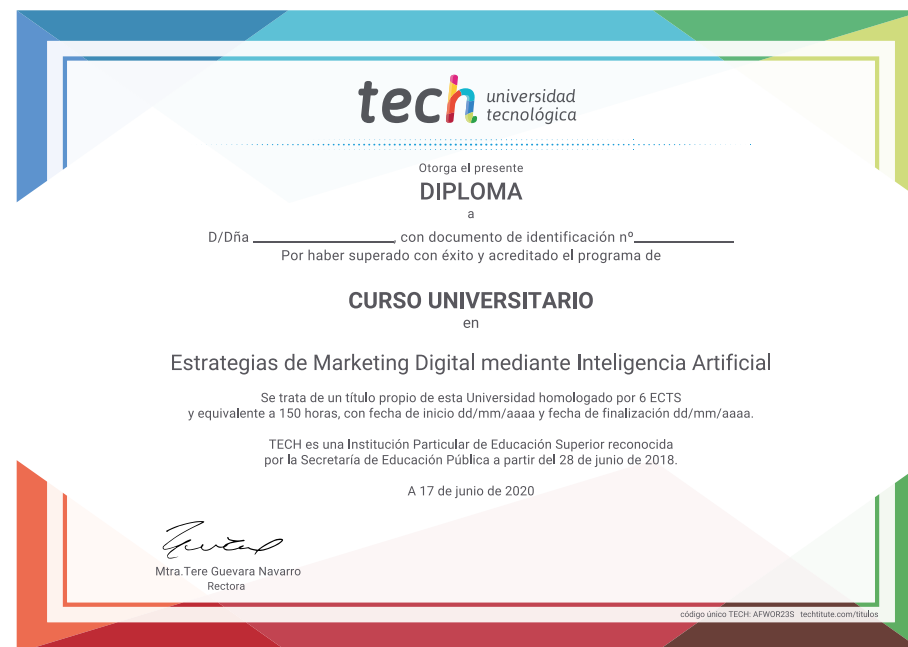 tech universidad
tecnológica
Otorga el presente
DIPLOMA
a
D/Dña ____________________, con documento de identificación nº______________
Por haber superado con éxito y acreditado el programa de
CURSO UNIVERSITARIO
en
Estrategias de Marketing Digital mediante Inteligencia Artificial
Se trata de un título propio de esta Universidad homologado por 6 ECTS
y equivalente a 150 horas, con fecha de inicio dd/mm/aaaa y fecha de finalización dd/mm/aaaa.
TECH es una Institución Particular de Educación Superior reconocida
por la Secretaría de Educación Pública a partir del 28 de junio de 2018.
A 17 de junio de 2020
Mtra.Tere Guevara Navarro
Rectora
código único TECH: AFWOR23S techtitute.com/titulos